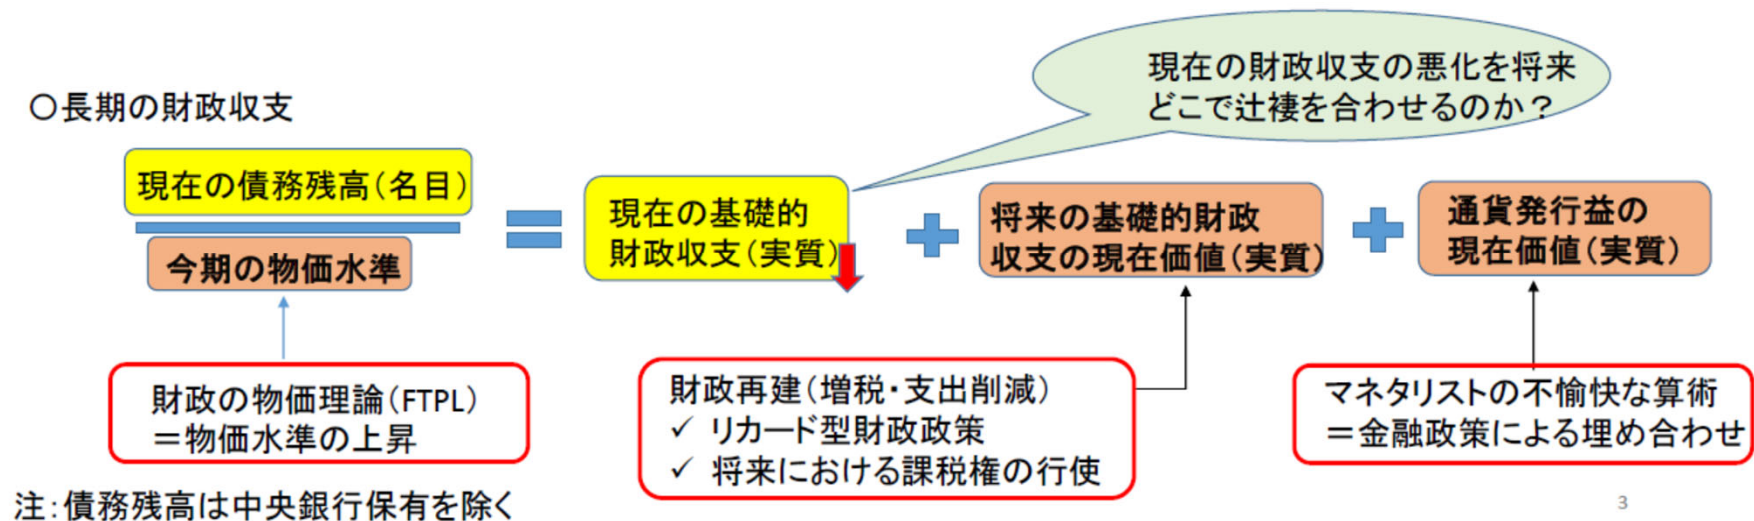 現在の財政収支の悪化を将来
どこで辻褄を合わせるのか？
〇長期の財政収支
現在の債務残高(名目)
今期の物価水準
現在の基礎的
財政収支(実質)
将来の基礎的財政
収支の現在価値(実質)
通貨発行益の
現在価値(実質)
財政の物価理論(FTPL)
＝物価水準の上昇
財政再建(増税・支出削減)
✓ リカード型財政政策
✓ 将来における課税権の行使
マネタリストの不愉快な算術
＝金融政策による埋め合わせ
注：債務残高は中央銀行保有を除く
3